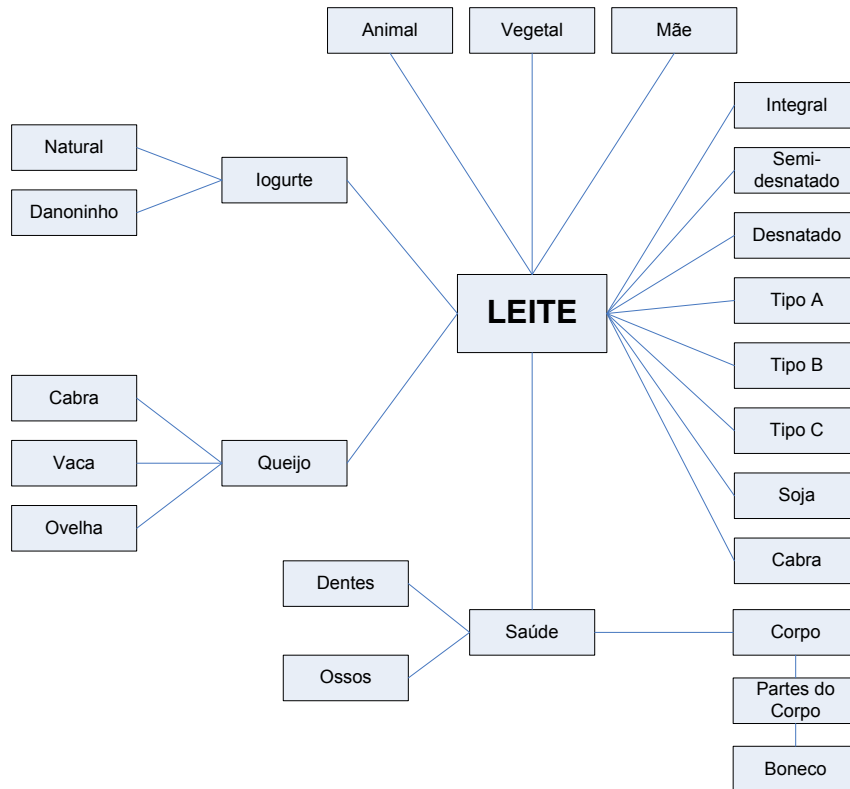 Animal
Vegetal
Mãe
Integral
Natural
Iogurte
Semi-
desnatado
Danoninho
Desnatado
LEITE
Tipo A
Tipo B
Cabra
Tipo C
Vaca
Queijo
Soja
Ovelha
Cabra
Dentes
Saúde
Corpo
Ossos
Partes do
Corpo
Boneco